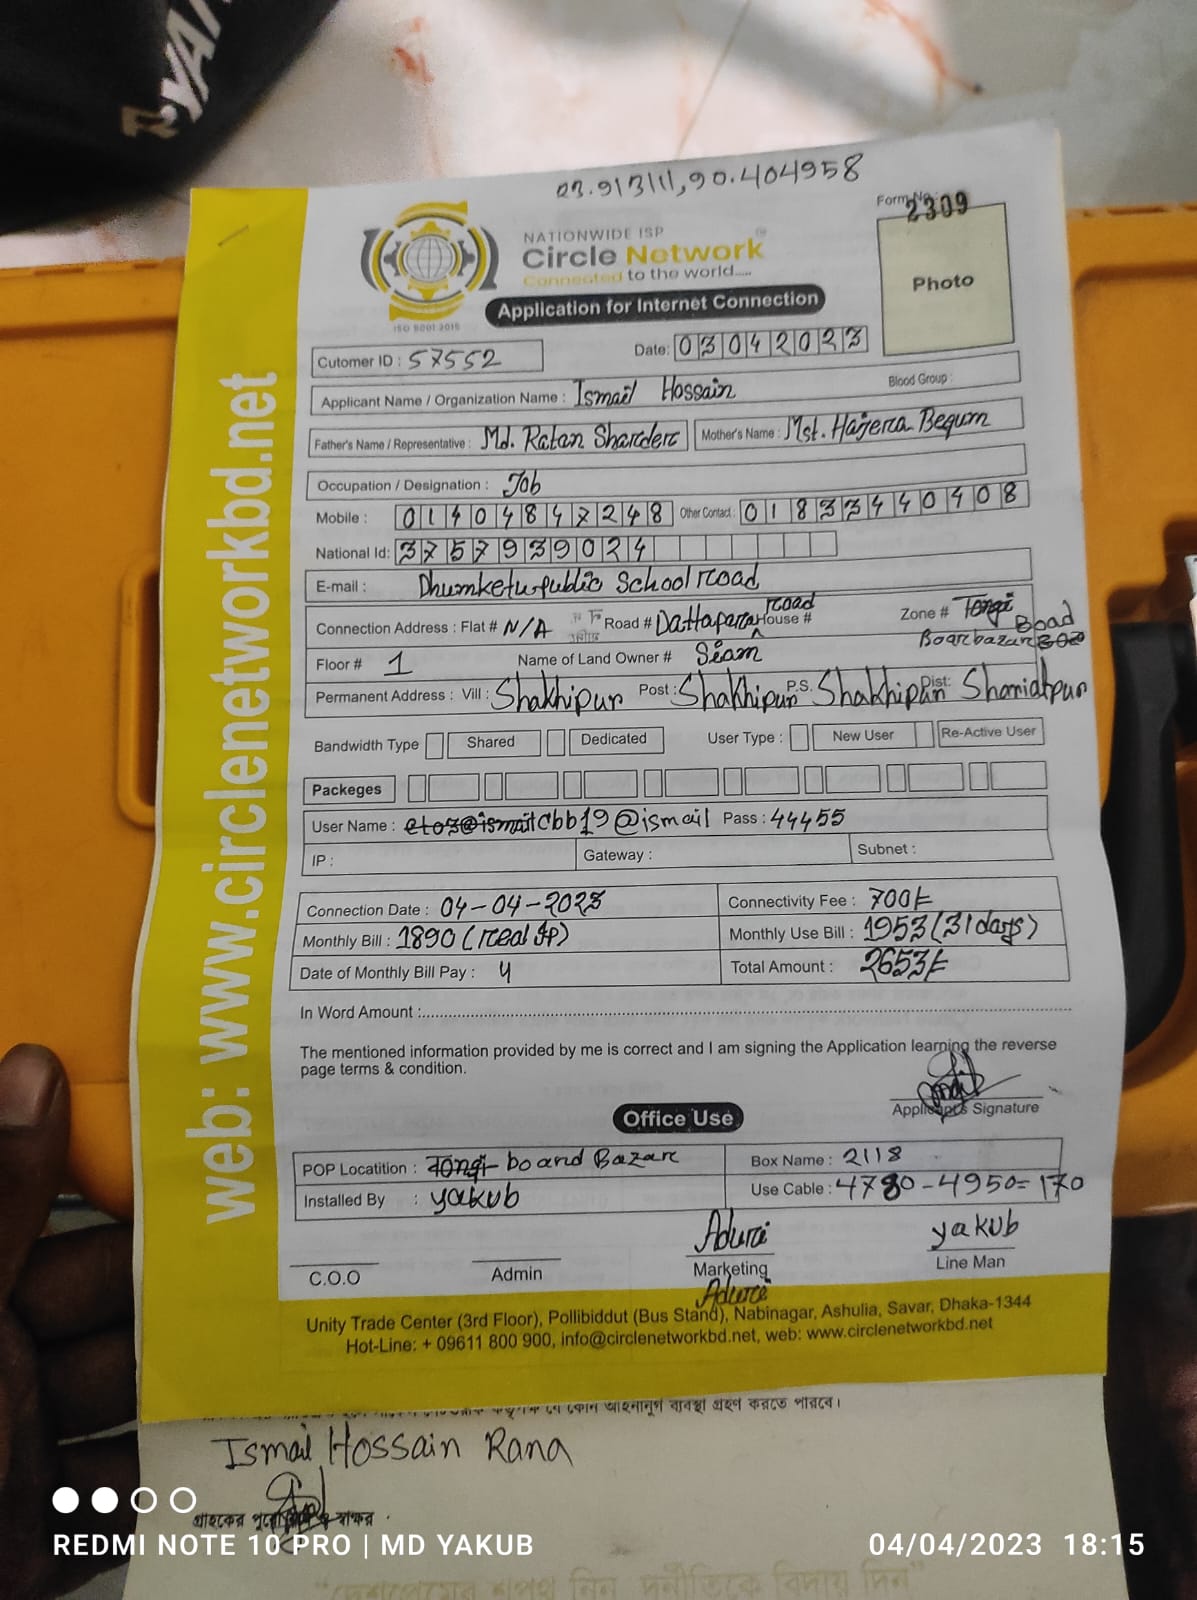 RYAN
23.913111,90.404958
Form No:
2309
NATIONWIDE ISP
Circle Network
Connected to the world.....
ISO 9001:2015
Application for Internet Connection
Photo
Cutomer ID : 57552
Date: 03042023
Applicant Name / Organization Name : Ismail Hossain
Blood Group :
Father's Name / Representative : Md. Ratan Sharder
Mother's Name : Mst. Hajera Begum
Occupation / Designation : Job
Mobile : 01404847248
Other Contact : 01833440408
National Id: 3757939024
E-mail : Dhumketu public School road
Connection Address : Flat # N/A Road # Dattapara road House # Zone # Tongi
Board
Boardbazar
Floor # 1 Name of Land Owner # Siam
Permanent Address : Vill : Shakhipur Post : Shakhipur P.S. Shakhipur Dist: Shariatpur
Bandwidth Type Shared Dedicated User Type : New User Re-Active User
Packeges
User Name : cbb19@ismail Pass : 44455
IP : Gateway : Subnet :
Connection Date : 04-04-2023
Connectivity Fee : 700/-
Monthly Bill : 1890 (real Ip)
Monthly Use Bill : 1953 (31 days)
Date of Monthly Bill Pay : 4
Total Amount : 2653/-
In Word Amount :
The mentioned information provided by me is correct and I am signing the Application learning the reverse
page terms & condition.
Applicant's Signature
Office Use
POP Locatition : Tongi board Bazar
Box Name : 2118
Installed By : yakub
Use Cable : 4780-4950=170
Aduri
yakub
C.O.O
Admin
Marketing
Line Man
Aduri
Unity Trade Center (3rd Floor), Pollibiddut (Bus Stand), Nabinagar, Ashulia, Savar, Dhaka-1344
Hot-Line: + 09611 800 900, info@circlenetworkbd.net, web: www.circlenetworkbd.net
web: www.circlenetworkbd.net
যে কোন আইনানুগ ব্যবস্থা গ্রহণ করতে পারবে।
Ismail Hossain Rana
গ্রাহকের পুরো স্বাক্ষর
REDMI NOTE 10 PRO | MD YAKUB
04/04/2023 18:15
"দেশপ্রেমের শপথ নিন, দুর্নীতিকে বিদায় দিন"